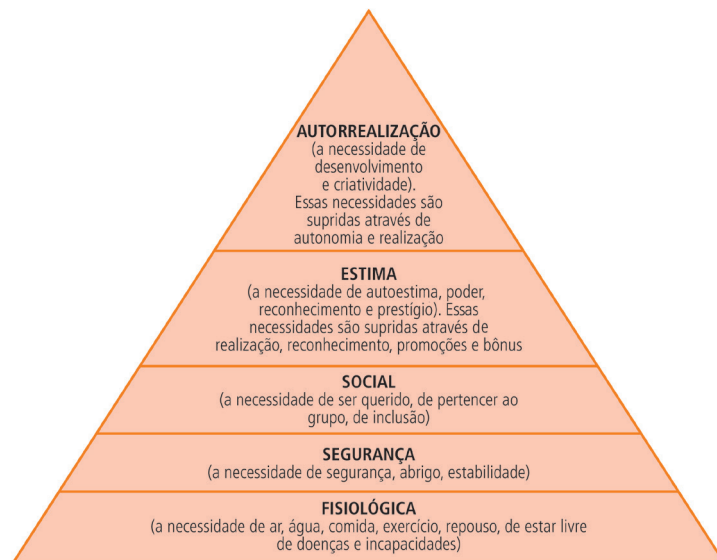 AUTORREALIZAÇÃO
(a necessidade de
desenvolvimento
e criatividade).
Essas necessidades são
supridas através de
autonomia e realização
ESTIMA
(a necessidade de autoestima, poder,
reconhecimento e prestígio). Essas
necessidades são supridas através de
realização, reconhecimento, promoções e bônus
SOCIAL
(a necessidade de ser querido, de pertencer ao
grupo, de inclusão)
SEGURANÇA
(a necessidade de segurança, abrigo, estabilidade)
FISIOLÓGICA
(a necessidade de ar, água, comida, exercício, repouso, de estar livre
de doenças e incapacidades)